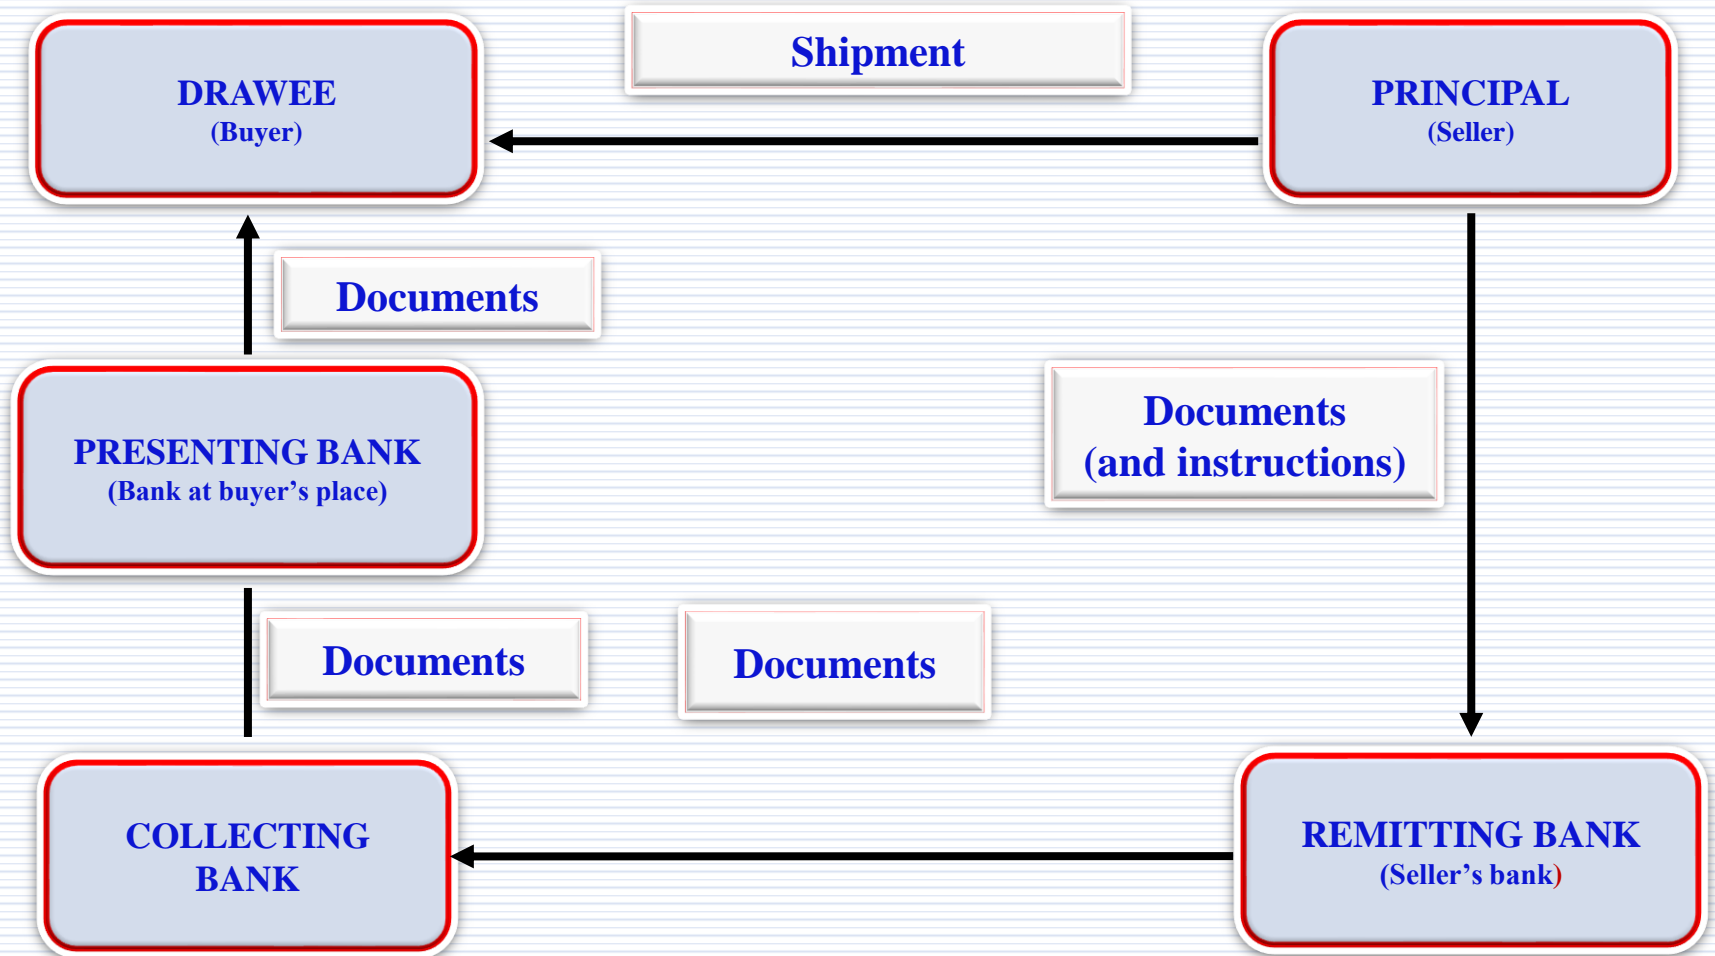 Shipment
DRAWEE
(Buyer)
PRINCIPAL
(Seller)
Documents
Documents
(and instructions)
PRESENTING BANK
(Bank at buyer’s place)
Documents
Documents
COLLECTING
BANK
REMITTING BANK
(Seller’s bank)